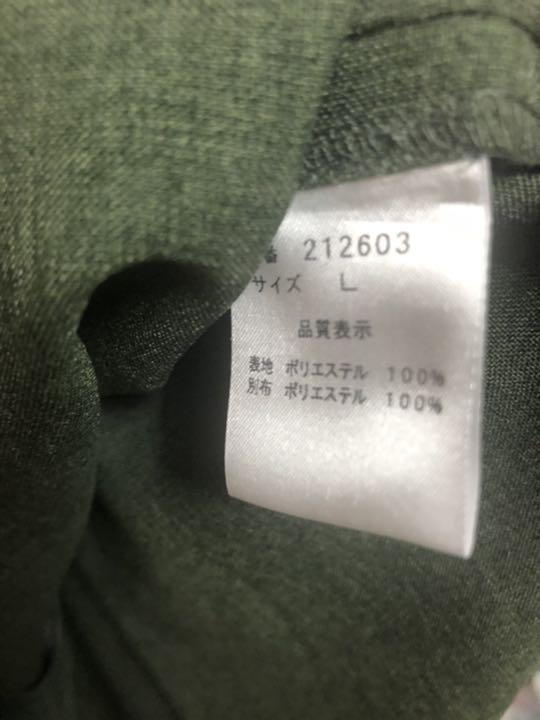 番 212603
サイズ L
品質表示
表地 ポリエステル 100%
別布 ポリエステル 100%